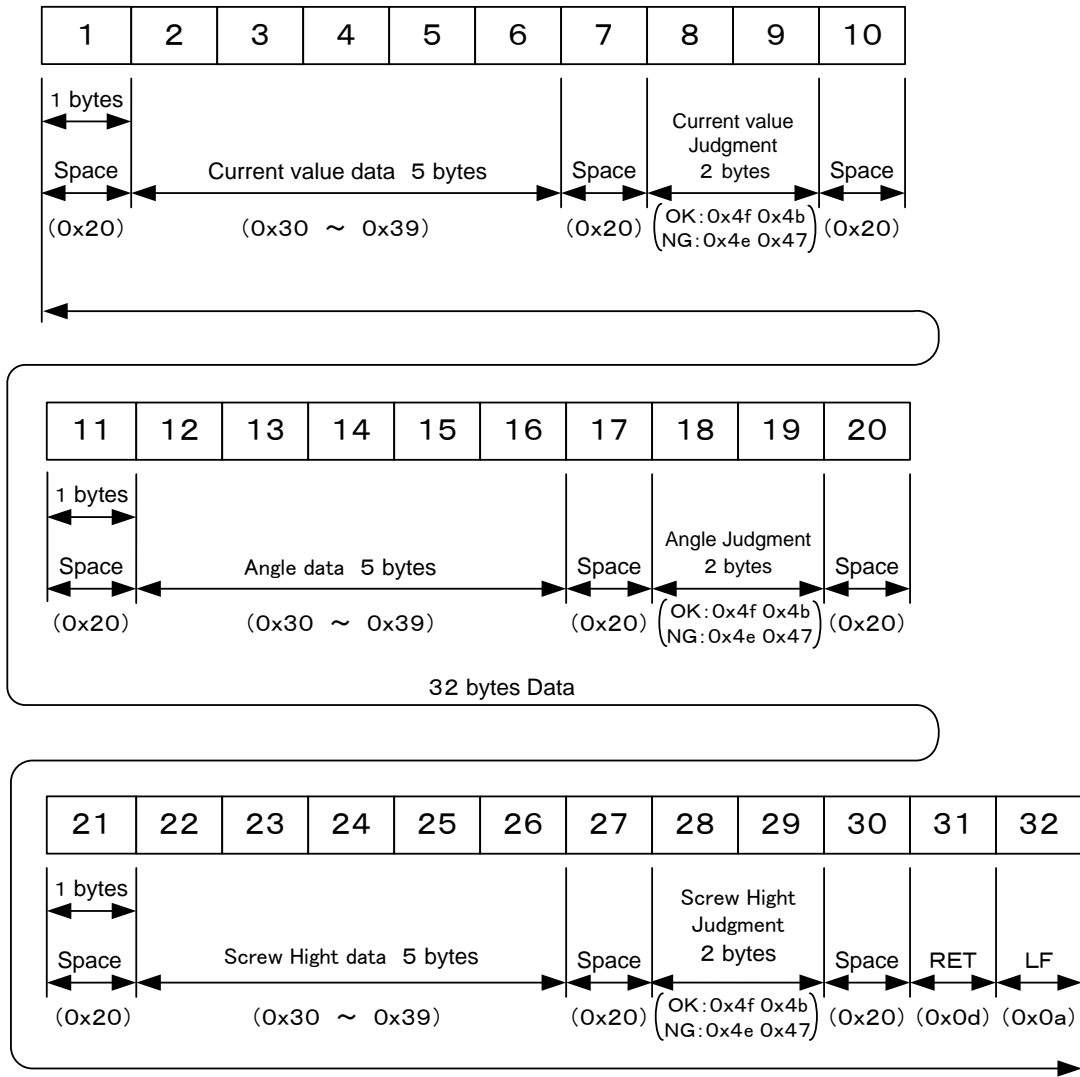 1 2 3 4 5 6 7 8 9 10
1 bytes
Current value
Judgment
2 bytes
Space Current value data 5 bytes Space Space
(0x20) (0x30 ～ 0x39) (0x20) (OK:0x4f 0x4b (0x20)
NG:0x4e 0x47)
11 12 13 14 15 16 17 18 19 20
1 bytes
Angle Judgment
2 bytes
Space Angle data 5 bytes Space Space
(0x20) (0x30 ～ 0x39) (0x20) (OK:0x4f 0x4b (0x20)
NG:0x4e 0x47)
32 bytes Data
21 22 23 24 25 26 27 28 29 30 31 32
1 bytes
Screw Hight
Judgment
2 bytes
Space Screw Hight data 5 bytes Space Space RET LF
(0x20) (0x30 ～ 0x39) (0x20) (OK:0x4f 0x4b (0x20) (0x0d) (0x0a)
NG:0x4e 0x47)